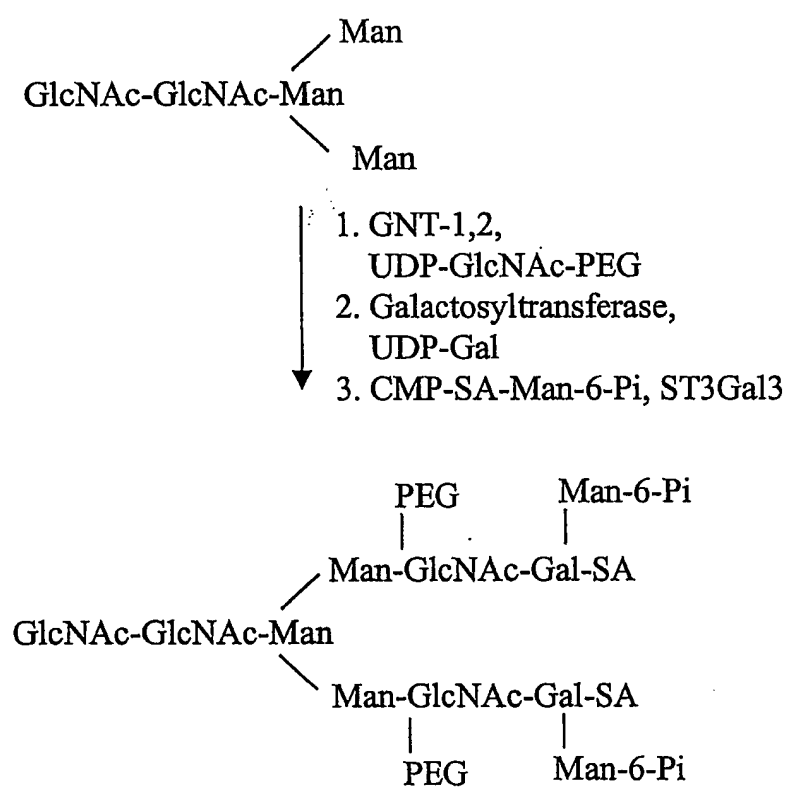 Man
GlcNAc-GlcNAc-Man
Man
1. GNT-1,2,
UDP-GlcNAc-PEG
2. Galactosyltransferase,
UDP-Gal
3. CMP-SA-Man-6-Pi, ST3Gal3
PEG Man-6-Pi
Man-GlcNAc-Gal-SA
GlcNAc-GlcNAc-Man
Man-GlcNAc-Gal-SA
PEG Man-6-Pi